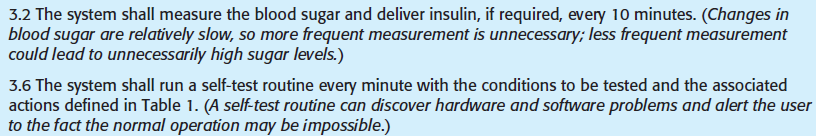 3.2 The system shall measure the blood sugar and deliver insulin, if required, every 10 minutes. (Changes in
blood sugar are relatively slow, so more frequent measurement is unnecessary; less frequent measurement
could lead to unnecessarily high sugar levels.)
3.6 The system shall run a self-test routine every minute with the conditions to be tested and the associated
actions defined in Table 1. (A self-test routine can discover hardware and software problems and alert the user
to the fact the normal operation may be impossible.)